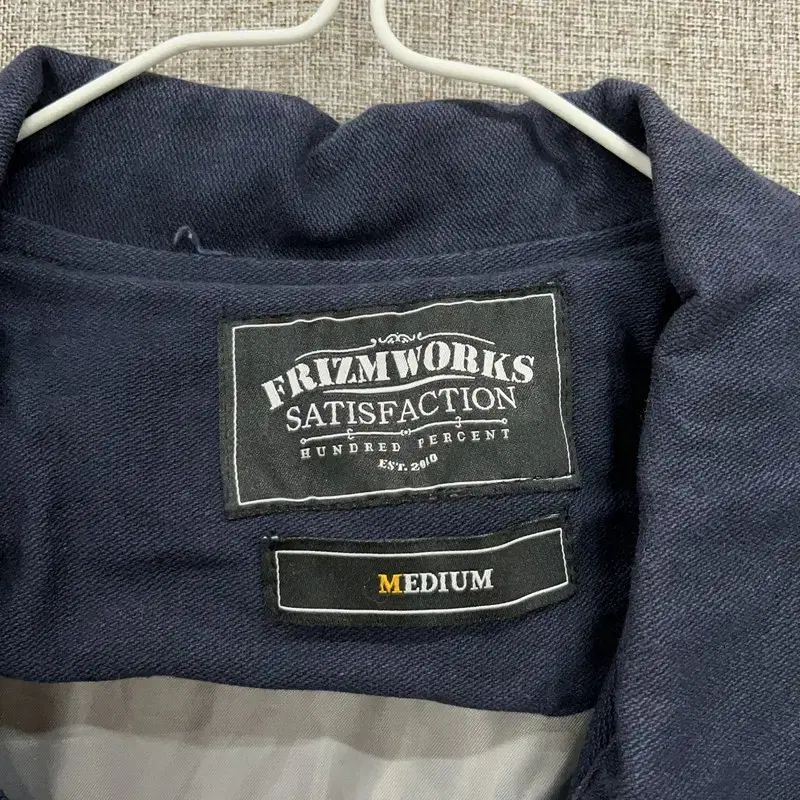 FRIZMWORKS
SATISFACTION
HUNDRED PERCENT
EST. 2010
MEDIUM